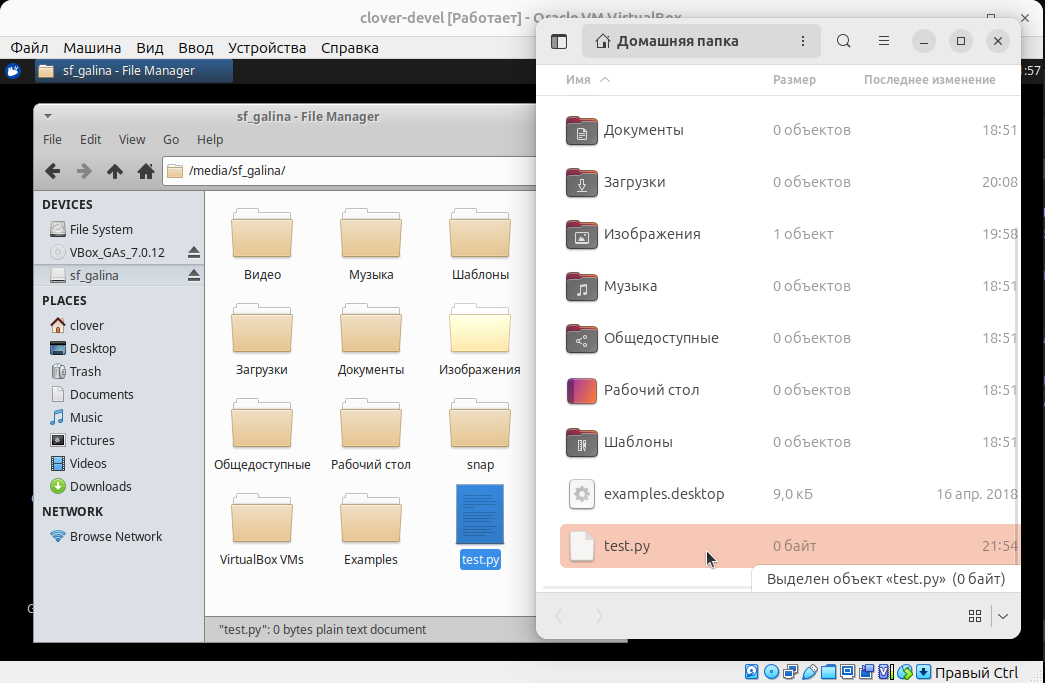 clover-devel [Работает] - Oracle VM VirtualBox
Файл Машина Вид Ввод Устройства Справка
sf_galina - File Manager
:57
sf_galina - File Manager
File Edit View Go Help
/media/sf_galina/
DEVICES
File System
VBox_GAs_7.0.12
sf_galina
PLACES
clover
Desktop
Trash
Documents
Music
Pictures
Videos
Downloads
NETWORK
Browse Network
Видео Музыка Шаблоны
Загрузки Документы Изображения
Общедоступные Рабочий стол snap
VirtualBox VMs Examples test.py
"test.py": 0 bytes plain text document
Домашняя папка
Имя Размер Последнее изменение
Документы 0 объектов 18:51
Загрузки 0 объектов 20:08
Изображения 1 объект 19:58
Музыка 0 объектов 18:51
Общедоступные 0 объектов 18:51
Рабочий стол 0 объектов 18:51
Шаблоны 0 объектов 18:51
examples.desktop 9,0 кБ 16 апр. 2018
test.py 0 байт 21:54
Выделен объект «test.py» (0 байт)
Правый Ctrl